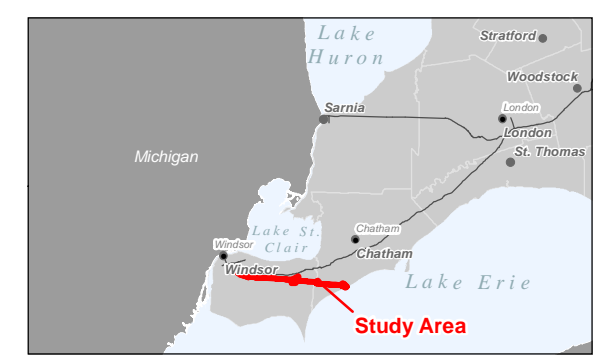 Lake
Huron
Stratford
Woodstock
Sarnia
London
London
Michigan
St. Thomas
Lake St.
Clair
Chatham
Chatham
Windsor
Windsor
Lake Erie
Study Area